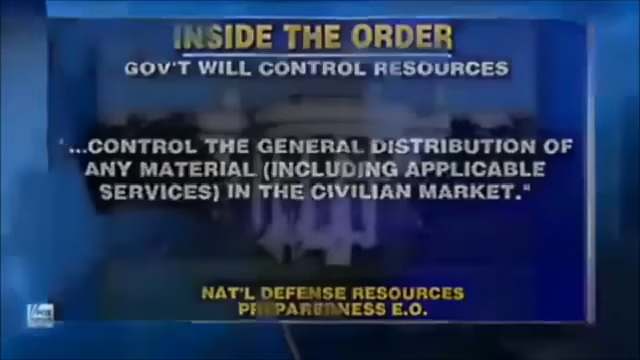 INSIDE THE ORDER
GOV'T WILL CONTROL RESOURCES
"...CONTROL THE GENERAL DISTRIBUTION OF
ANY MATERIAL (INCLUDING APPLICABLE
SERVICES) IN THE CIVILIAN MARKET."
NAT'L DEFENSE RESOURCES
PREPAREDNESS E.O.